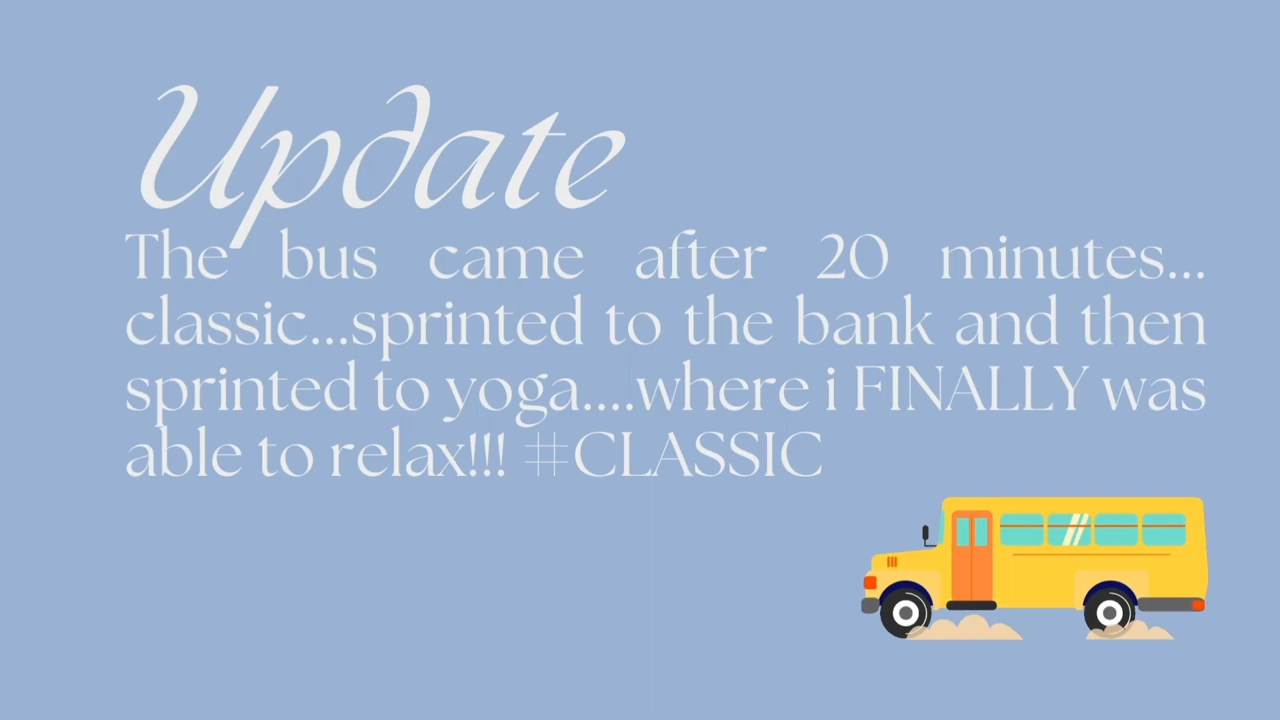 Update
The bus came after 20 minutes...
classic...sprinted to the bank and then
sprinted to yoga....where i FINALLY was
able to relax!!! #CLASSIC